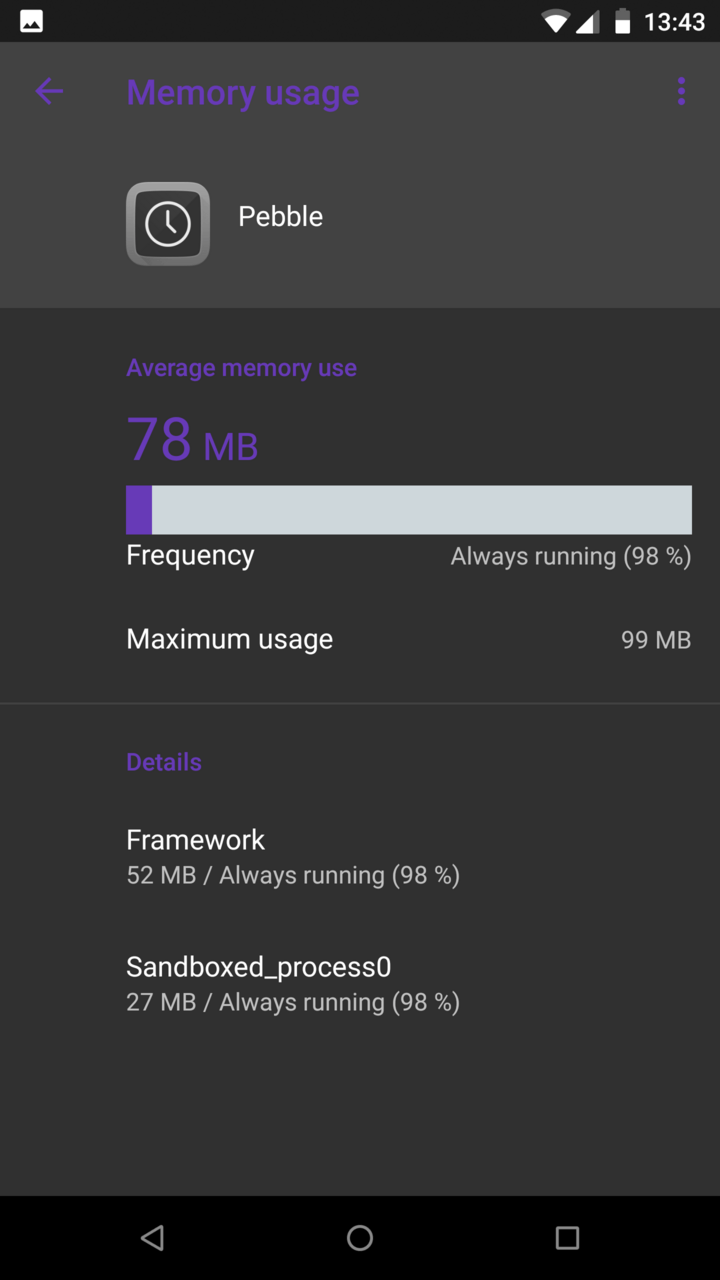 13:43
Memory usage
Pebble
Average memory use
78 MB
Frequency
Always running (98 %)
Maximum usage
99 MB
Details
Framework
52 MB / Always running (98 %)
Sandboxed_process0
27 MB / Always running (98 %)